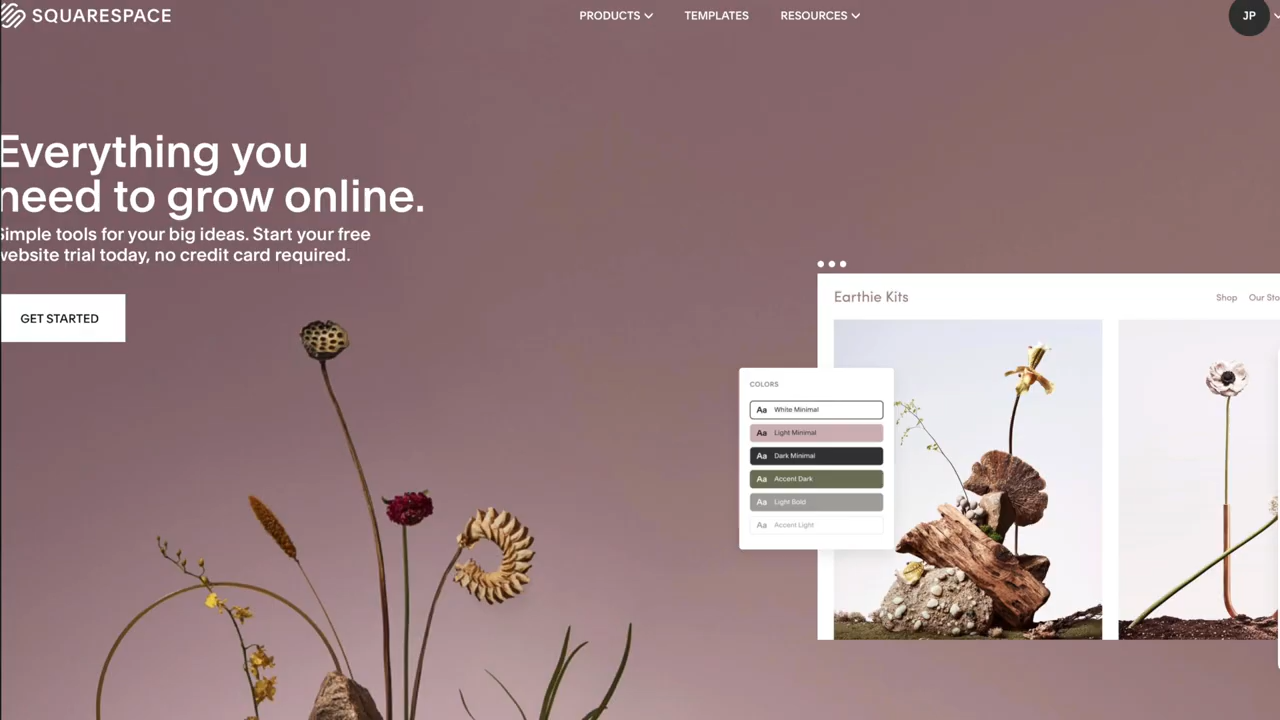 SQUARESPACE
PRODUCTS
TEMPLATES
RESOURCES
JP
Everything you
need to grow online.
Simple tools for your big ideas. Start your free
website trial today, no credit card required.
GET STARTED
Earthie Kits
Shop
Our Sto
COLORS
Aa White Minimal
Aa Light Minimal
Aa Dark Minimal
Aa Accent Dark
Aa Light Bold
Aa Accent Light